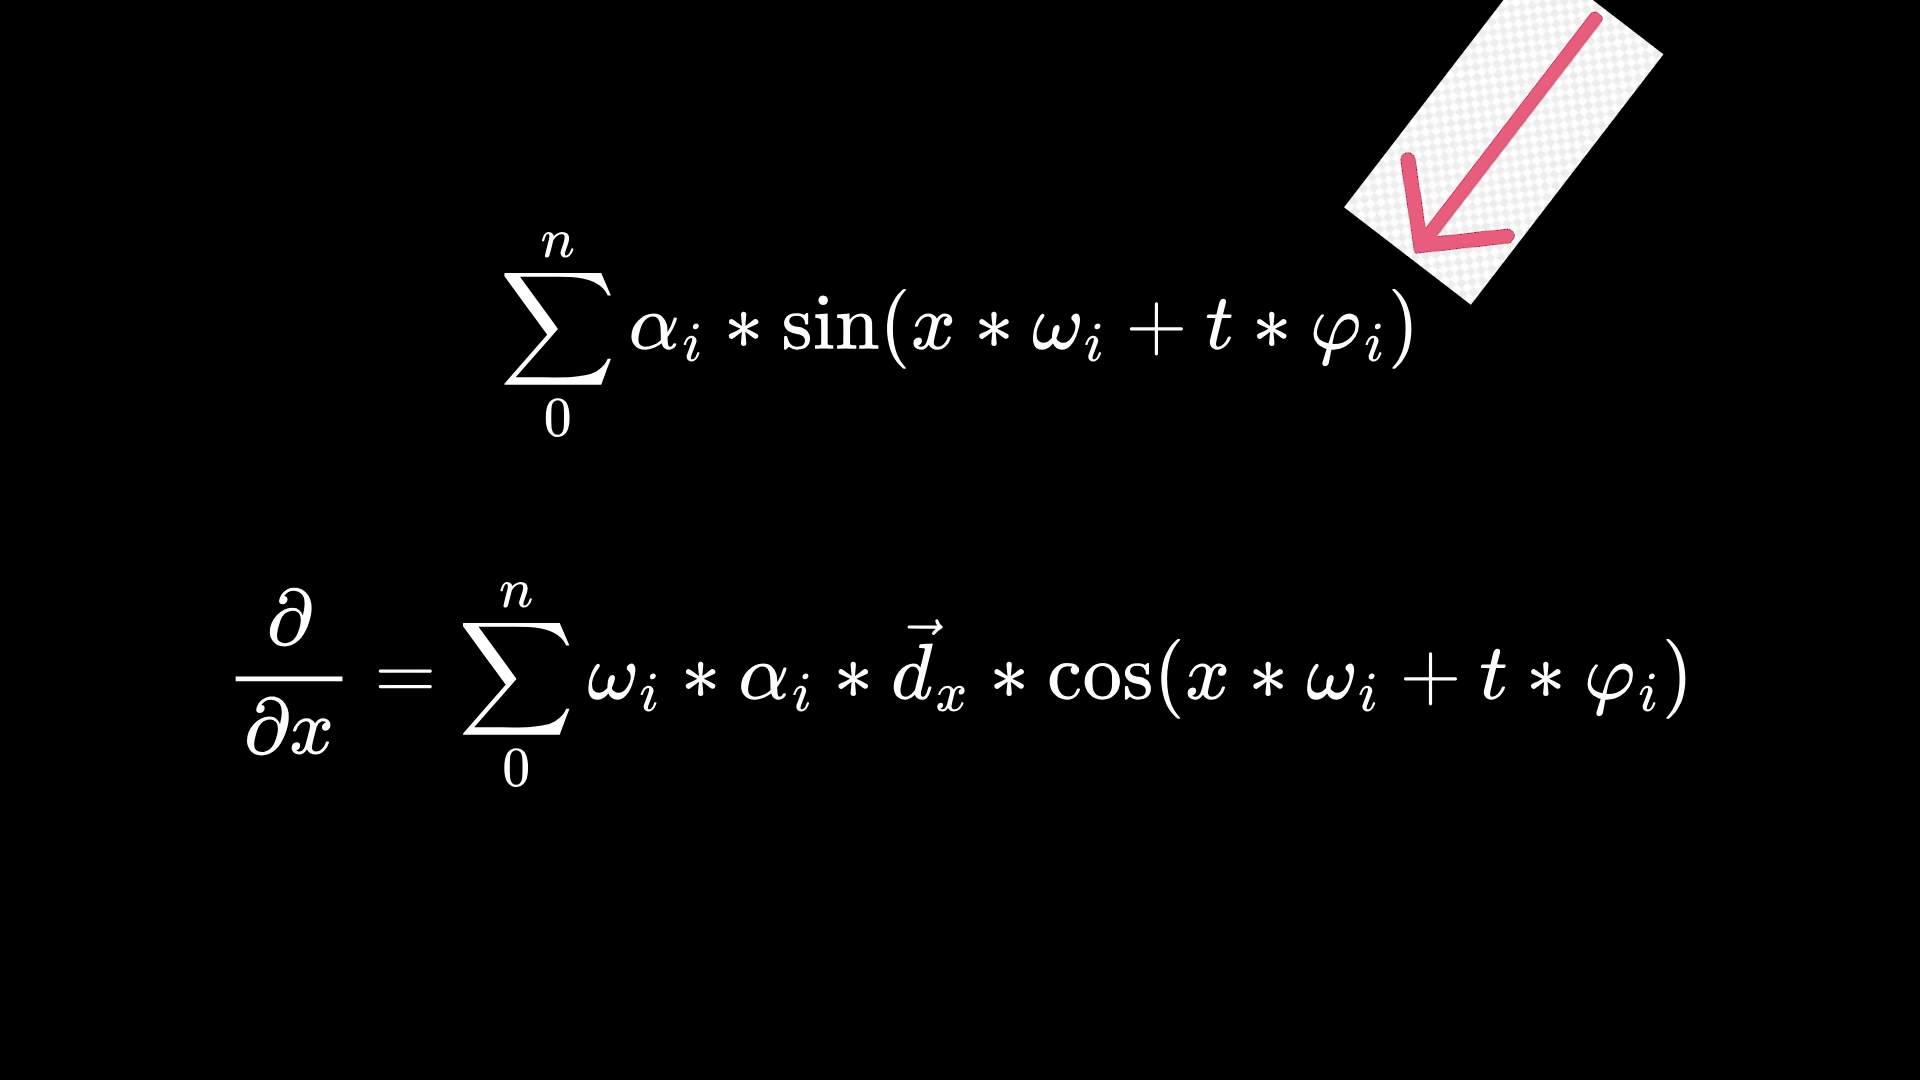 \sum_{0}^{n} \alpha_i * \sin(x * \omega_i + t * \varphi_i)
\frac{\partial}{\partial x} = \sum_{0}^{n} \omega_i * \alpha_i * \vec{d}_x * \cos(x * \omega_i + t * \varphi_i)